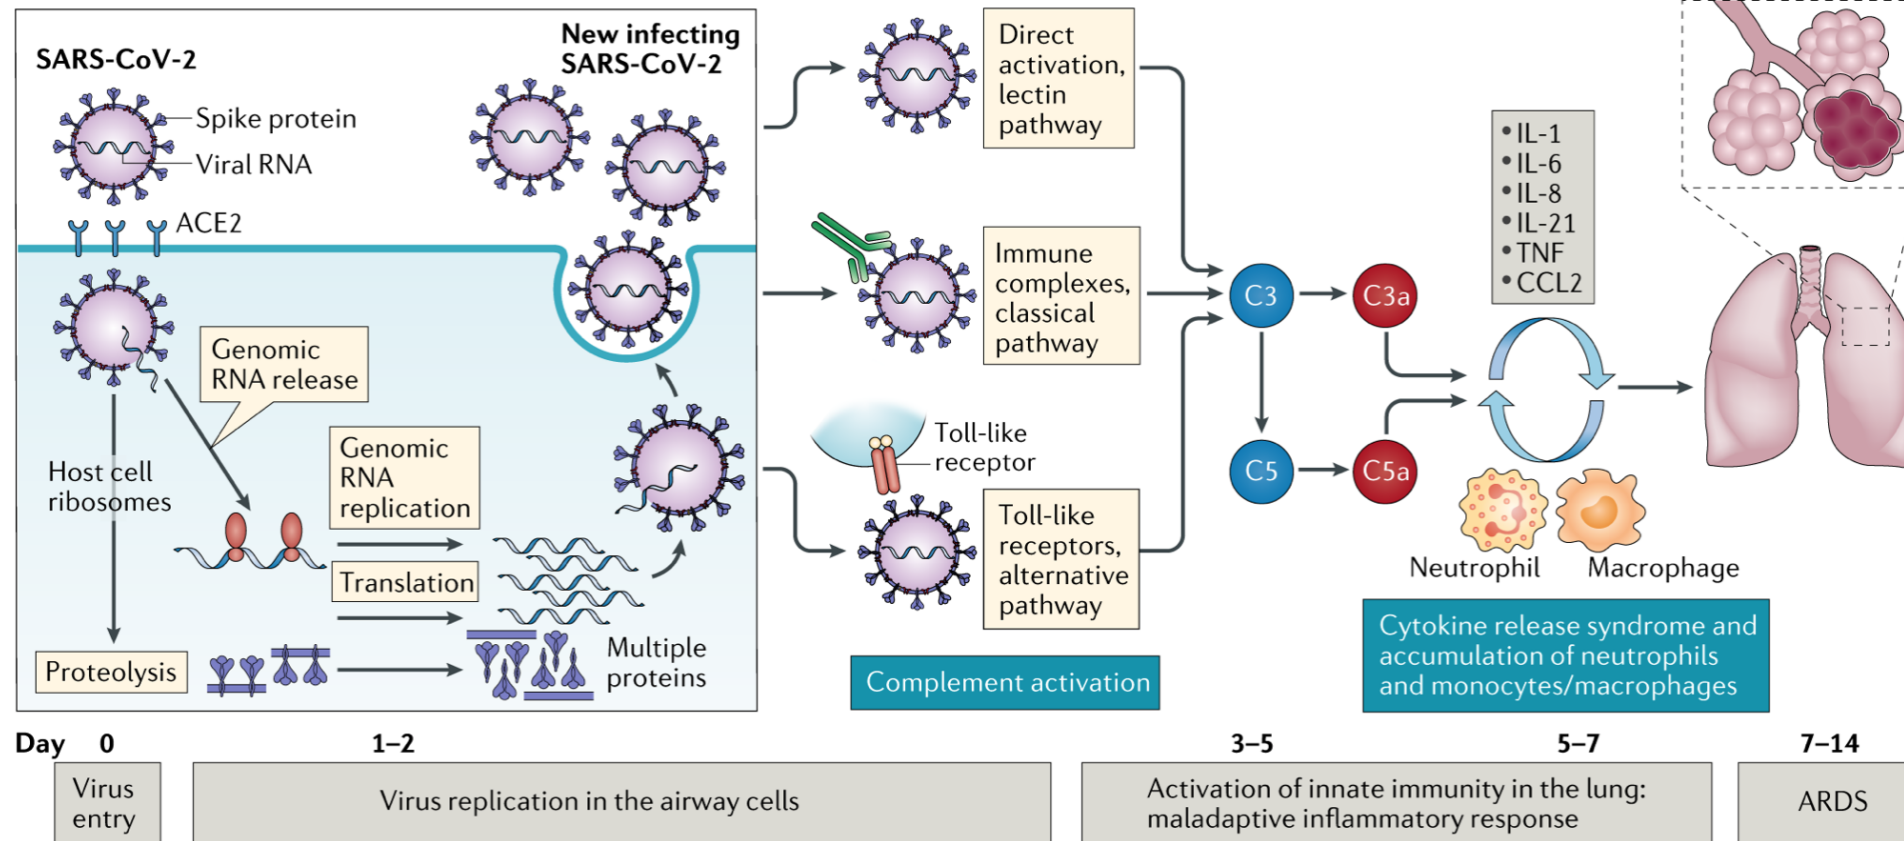 SARS-CoV-2
Spike protein
Viral RNA
ACE2
New infecting
SARS-CoV-2
Genomic
RNA release
Host cell
ribosomes
Genomic
RNA
replication
Translation
Proteolysis
Multiple
proteins
Direct
activation,
lectin
pathway
Immune
complexes,
classical
pathway
Toll-like
receptor
Toll-like
receptors,
alternative
pathway
Complement activation
C3
C3a
C5
C5a
• IL-1
• IL-6
• IL-8
• IL-21
• TNF
• CCL2
Neutrophil
Macrophage
Cytokine release syndrome and
accumulation of neutrophils
and monocytes/macrophages
Day 0 1–2 3–5 5–7 7–14
Virus
entry
Virus replication in the airway cells
Activation of innate immunity in the lung:
maladaptive inflammatory response
ARDS